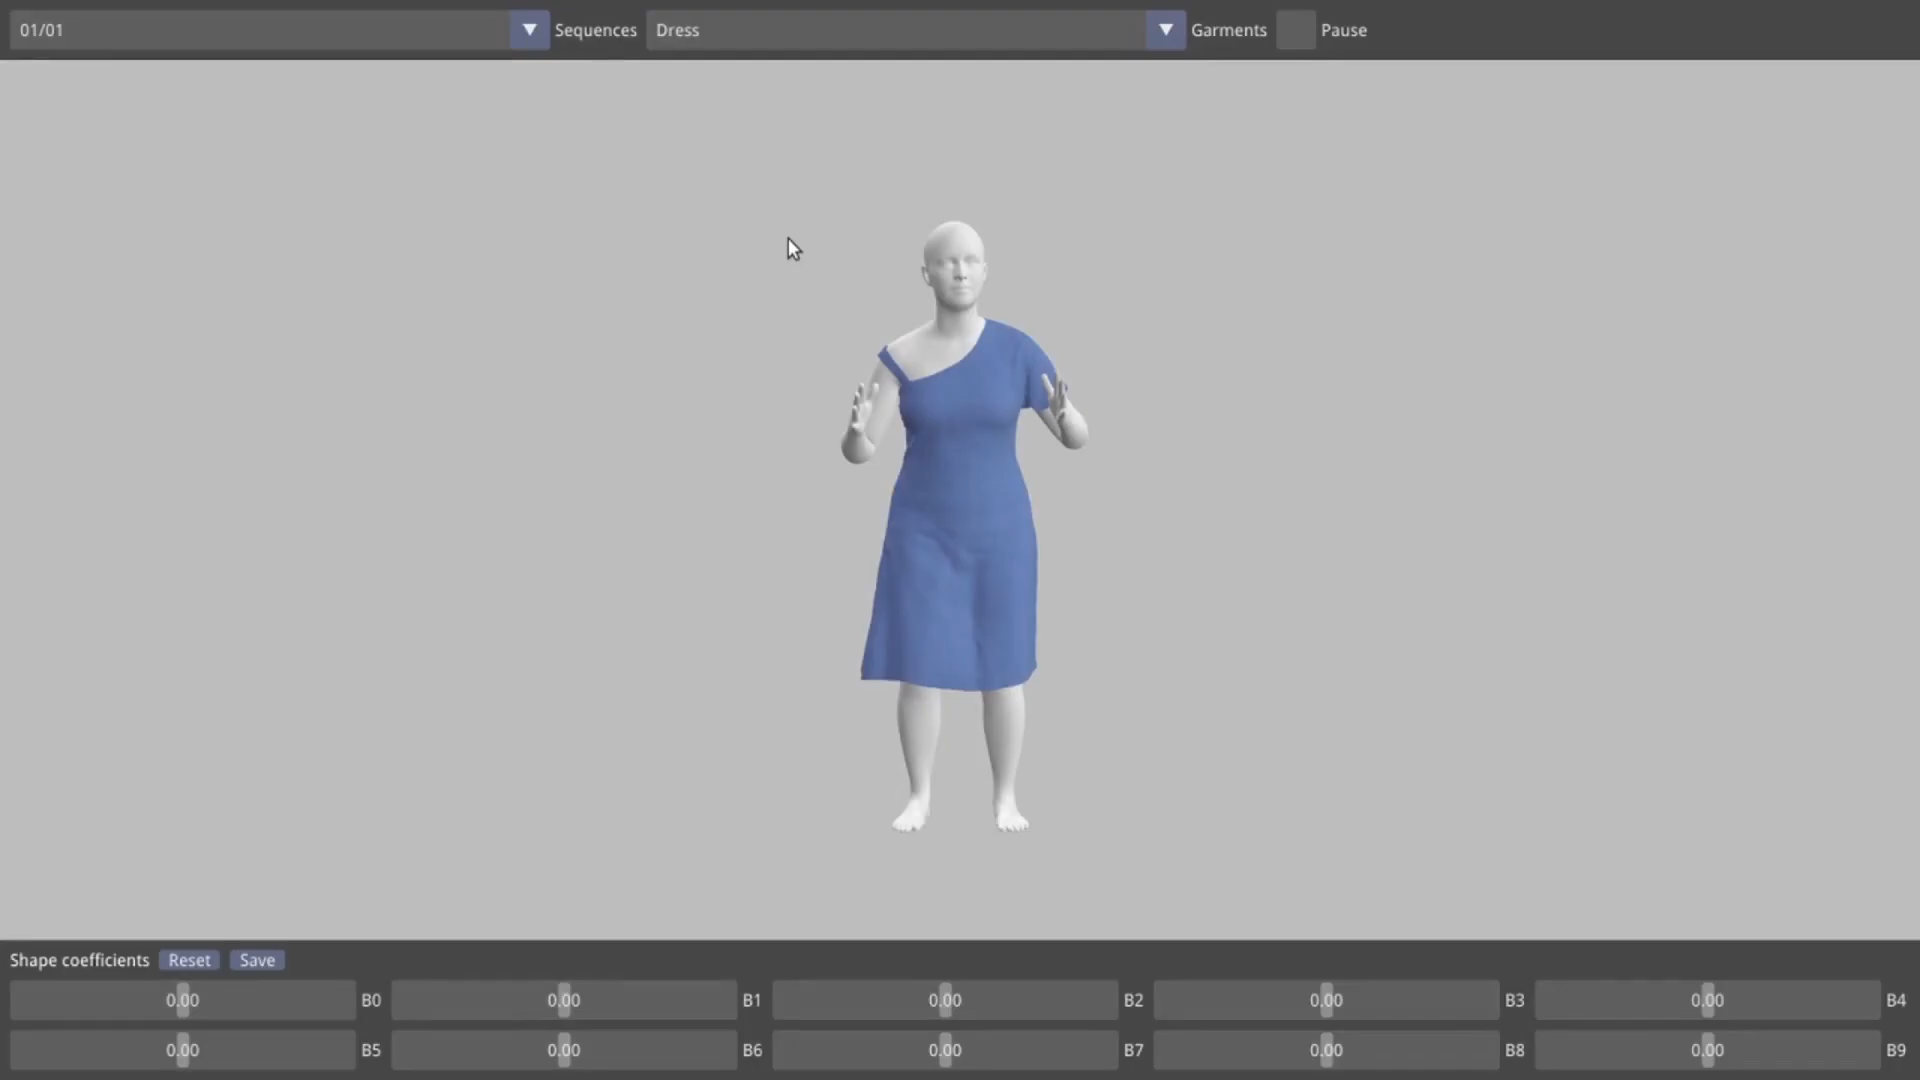 01/01 Sequences Dress Garments Pause
Shape coefficients Reset Save
0.00 B0 0.00 B1 0.00 B2 0.00 B3 0.00 B4
0.00 B5 0.00 B6 0.00 B7 0.00 B8 0.00 B9